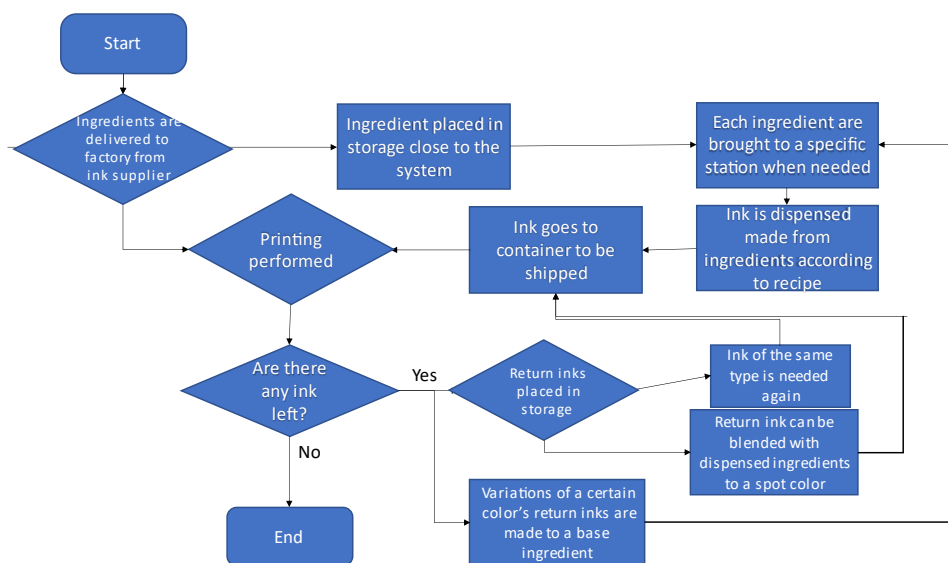 Start
Ingredients are
delivered to
factory from
ink supplier
Ingredient placed in
storage close to the
system
Each ingredient are
brought to a specific
station when needed
Printing
performed
Ink goes to
container to be
shipped
Ink is dispensed
made from
ingredients according
to recipe
Are there
any ink
left?
Yes
Return inks
placed in
storage
Ink of the same
type is needed
again
Return ink can be
blended with
dispensed ingredients
to a spot color
No
End
Variations of a certain
color's return inks are
made to a base
ingredient